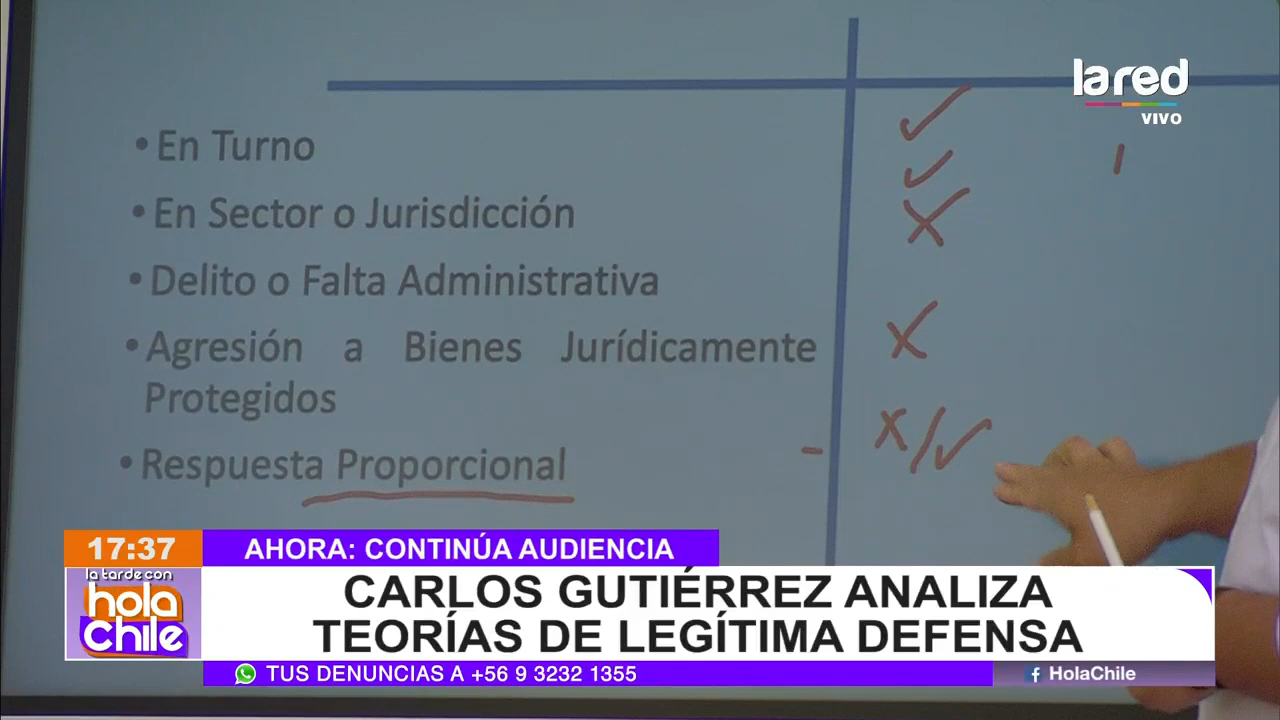 lared
VIVO
• En Turno
• En Sector o Jurisdicción
• Delito o Falta Administrativa
• Agresión a Bienes Jurídicamente
Protegidos
• Respuesta Proporcional
17:37
AHORA: CONTINÚA AUDIENCIA
la tarde con
hola
chile
CARLOS GUTIÉRREZ ANALIZA
TEORÍAS DE LEGÍTIMA DEFENSA
TUS DENUNCIAS A +56 9 3232 1355
HolaChile